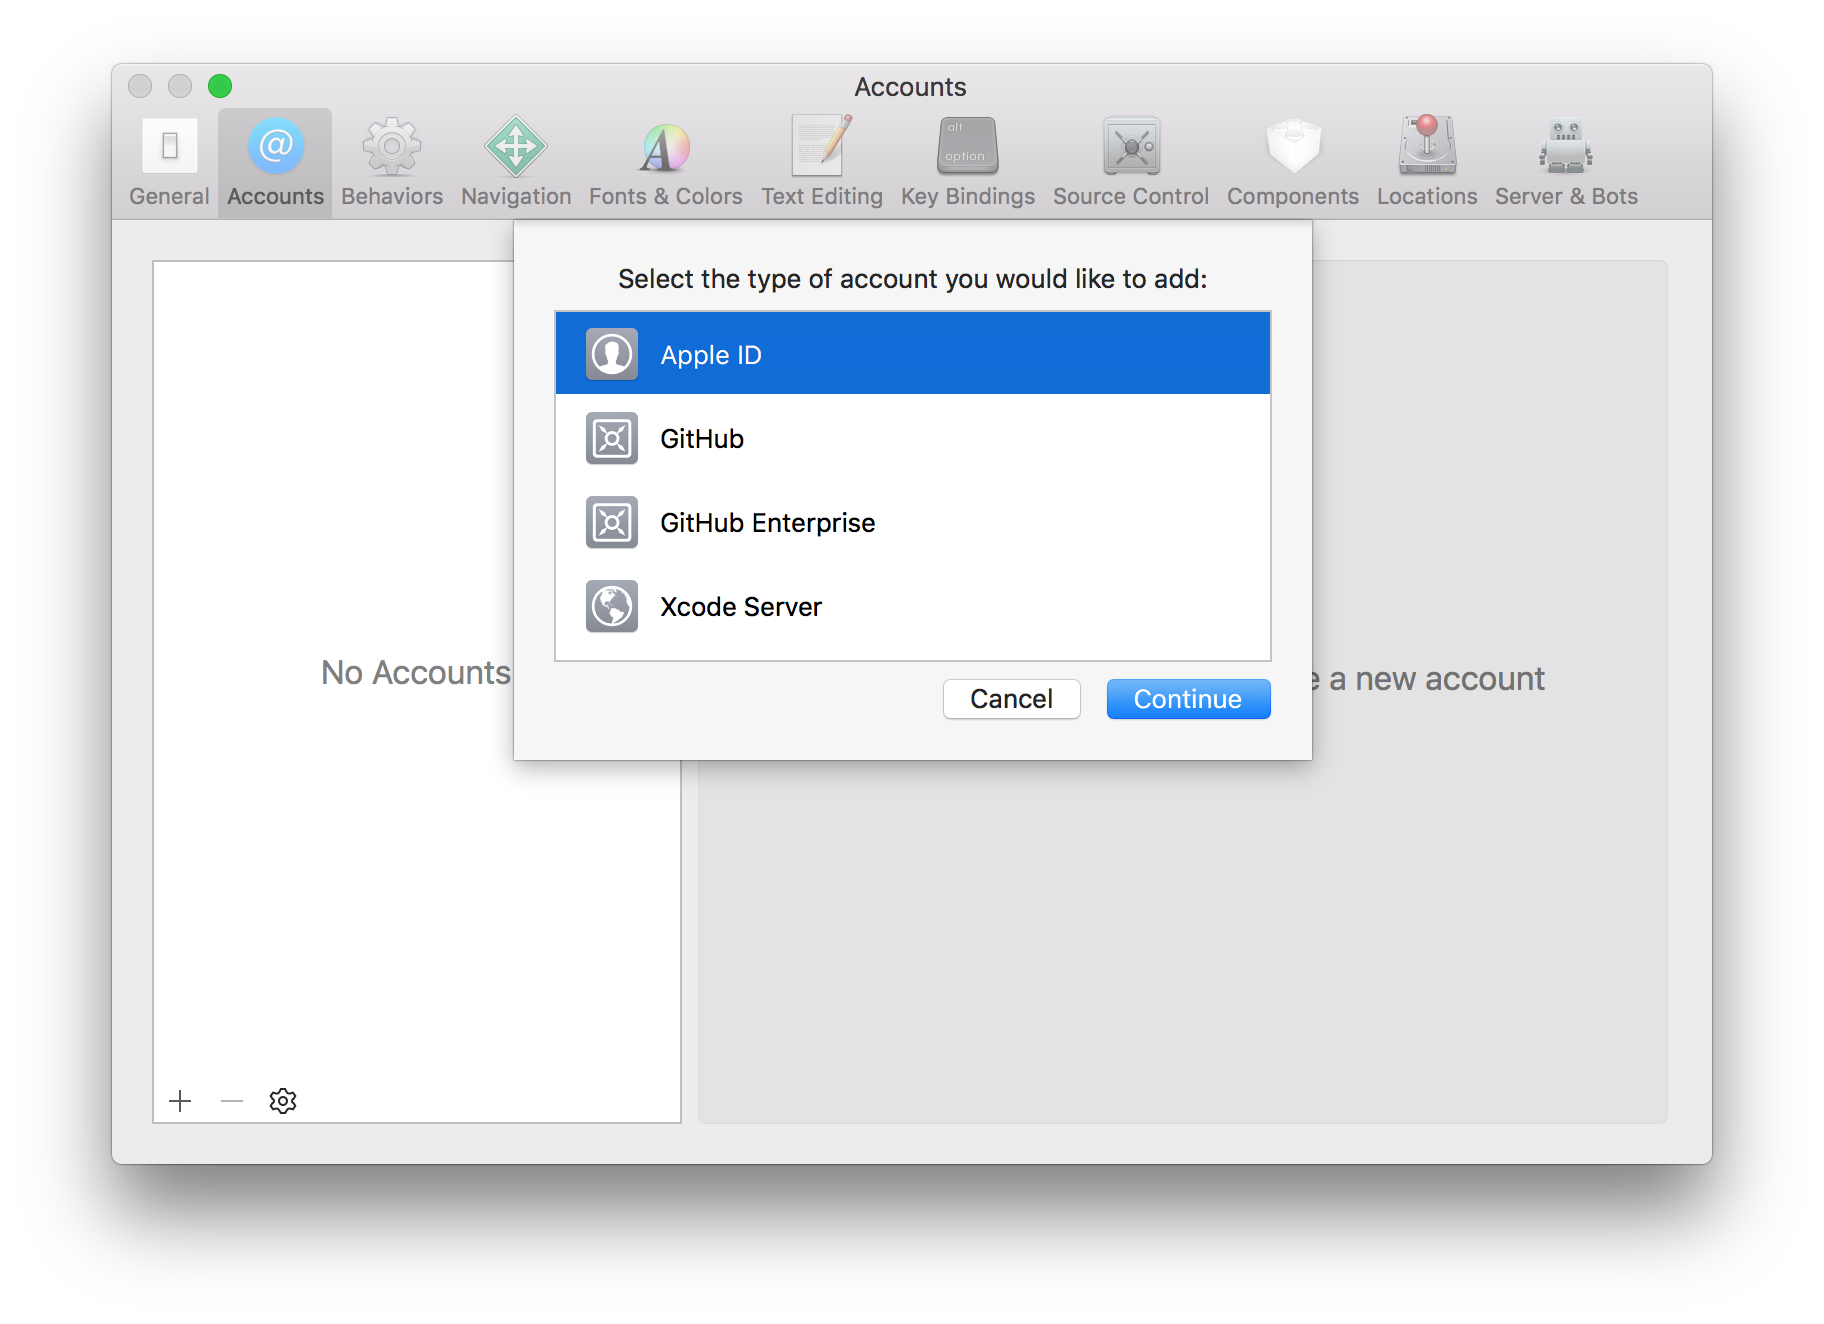 Accounts
General Accounts Behaviors Navigation Fonts & Colors Text Editing Key Bindings Source Control Components Locations Server & Bots
alt
option
@
A
Select the type of account you would like to add:
Apple ID
GitHub
GitHub Enterprise
Xcode Server
No Accounts
a new account
Cancel Continue